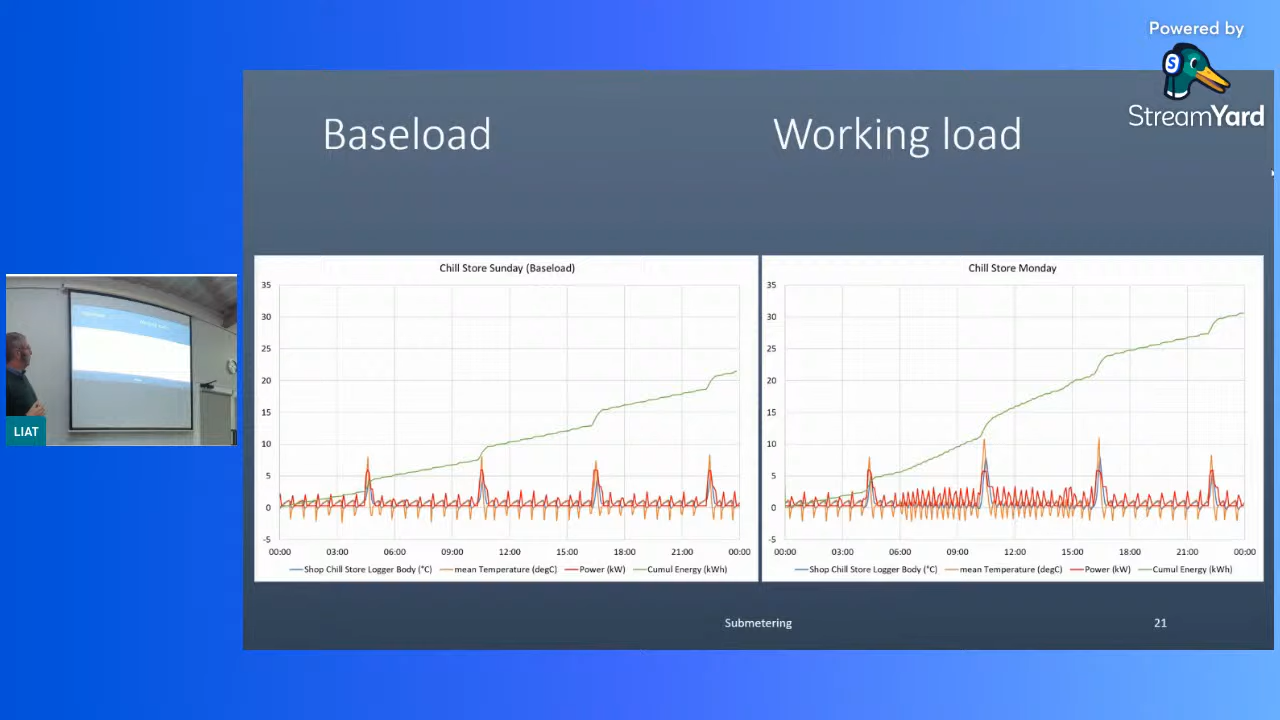 Powered by
S
StreamYard
Baseload
Working load
Chill Store Sunday (Baseload)
35
30
25
20
15
10
5
0
-5
00:00 03:00 06:00 09:00 12:00 15:00 18:00 21:00 00:00
Shop Chill Store Logger Body (°C) mean Temperature (degC) Power (kW) Cumul Energy (kWh)
Chill Store Monday
35
30
25
20
15
10
5
0
-5
00:00 03:00 06:00 09:00 12:00 15:00 18:00 21:00 00:00
Shop Chill Store Logger Body (°C) mean Temperature (degC) Power (kW) Cumul Energy (kWh)
LIAT
Submetering
21